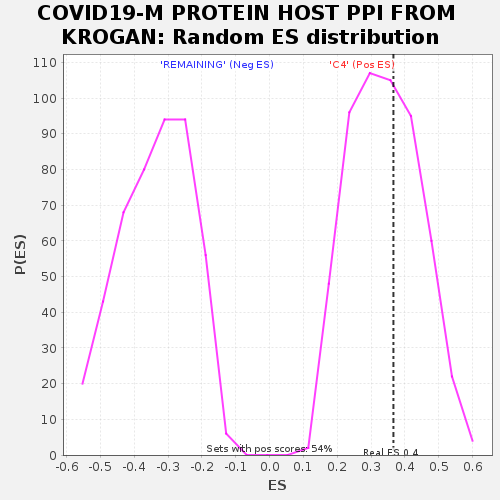 COVID19-M PROTEIN HOST PPI FROM
KROGAN: Random ES distribution
'REMAINING' (Neg ES) 'C4' (Pos ES)
110
100
90
80
70
60
50
40
30
20
10
0
P(ES)
Sets with pos scores: 54%
Real ES 0.4
-0.6 -0.5 -0.4 -0.3 -0.2 -0.1 0.0 0.1 0.2 0.3 0.4 0.5 0.6
ES